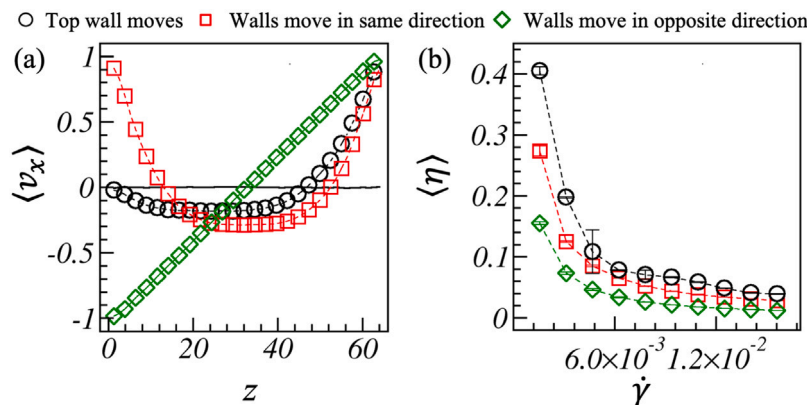 Top wall moves Walls move in same direction Walls move in opposite direction
(a) (b)
1
0.5
0
-0.5
-1
⟨v_x⟩
0 20 40 60
z
0.4
0.3
0.2
0.1
0
⟨η⟩
6.0×10⁻³ 1.2×10⁻²
γ̇